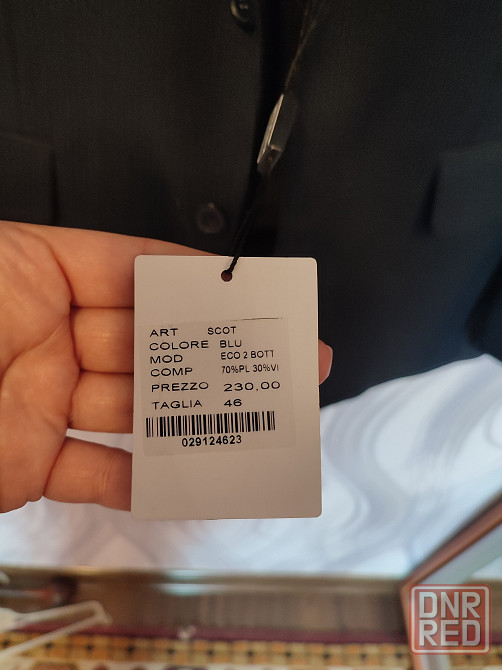 ART SCOT
COLORE BLU
MOD ECO 2 BOTT
COMP 70%PL 30%VI
PREZZO 230,00
TAGLIA 46
029124623
DNR
RED